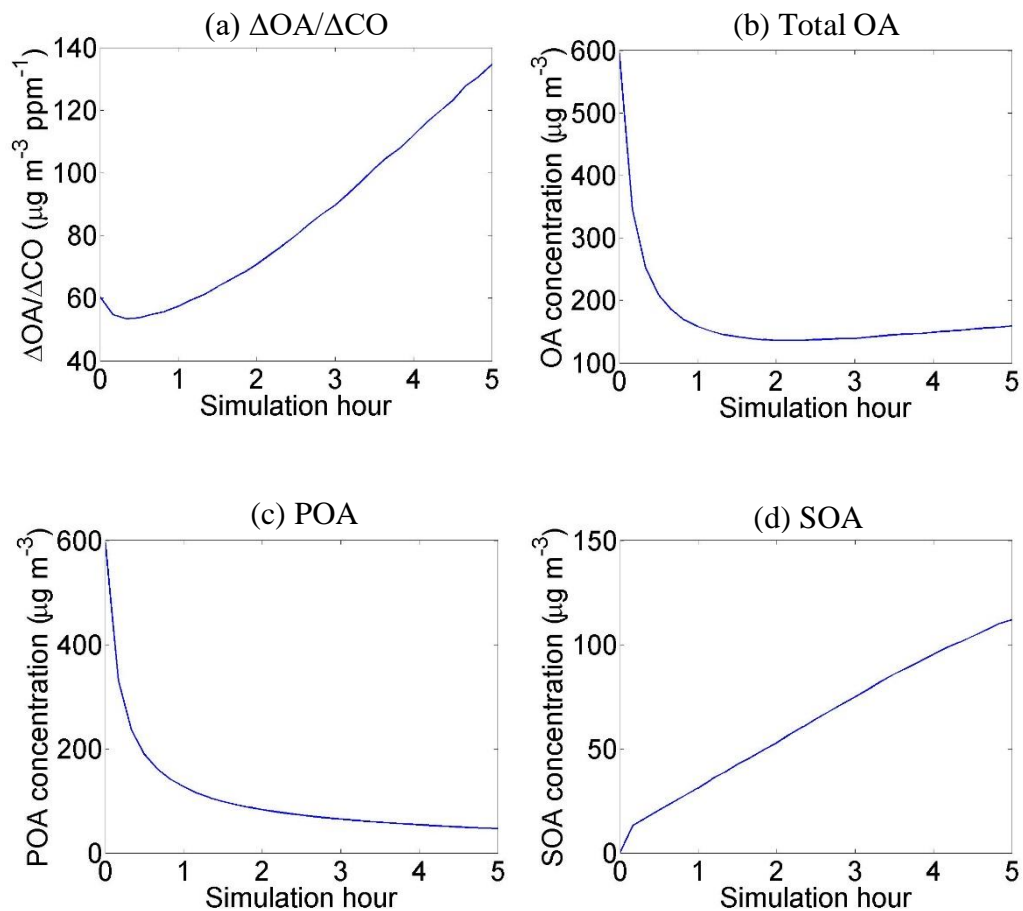 (a) ΔOA/ΔCO
ΔOA/ΔCO (μg m⁻³ ppm⁻¹)
140
120
100
80
60
40
0 1 2 3 4 5
Simulation hour
(b) Total OA
OA concentration (μg m⁻³)
600
500
400
300
200
100
0 1 2 3 4 5
Simulation hour
(c) POA
POA concentration (μg m⁻³)
600
400
200
0
0 1 2 3 4 5
Simulation hour
(d) SOA
SOA concentration (μg m⁻³)
150
100
50
0
0 1 2 3 4 5
Simulation hour